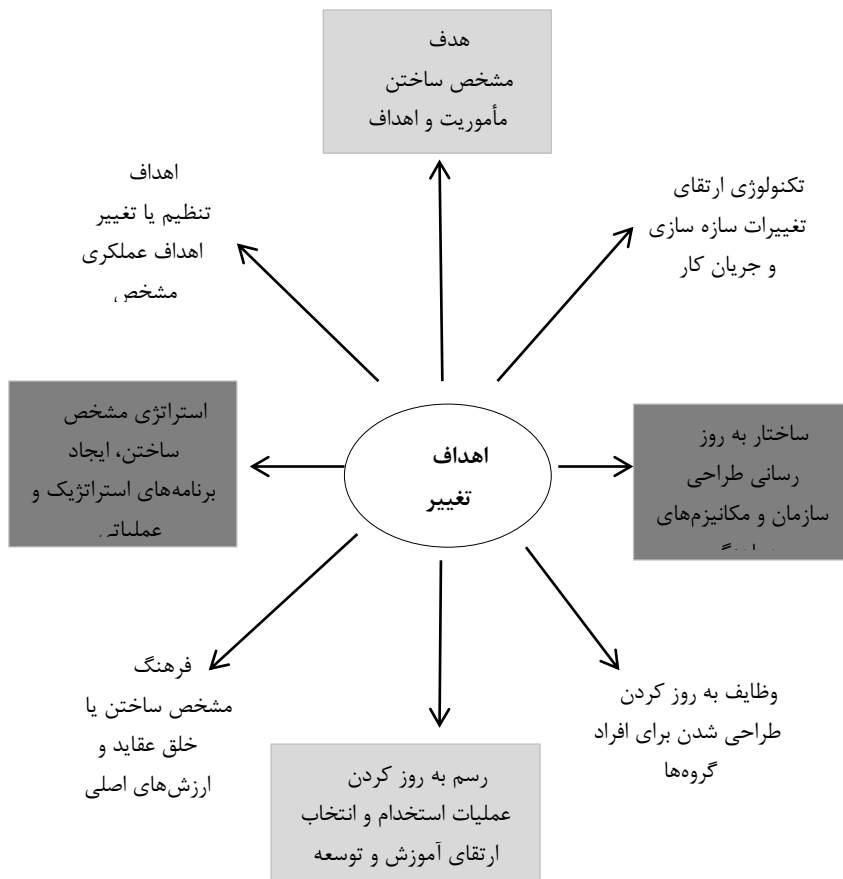 هدف
مشخص ساختن
مأموریت و اهداف
تکنولوژی ارتقای
تغییرات سازه سازی
و جریان کار
اهداف
تنظیم یا تغییر
اهداف عملکری
مشخص
ساختار به روز
رسانی طراحی
سازمان و مکانیزم‌های
اهداف
تغییر
استراتژی مشخص
ساختن، ایجاد
برنامه‌های استراتژیک و
عملیاتی
وظایف به روز کردن
طراحی شدن برای افراد
گروه‌ها
فرهنگ
مشخص ساختن یا
خلق عقاید و
ارزش‌های اصلی
رسم به روز کردن
عملیات استخدام و انتخاب
ارتقای آموزش و توسعه